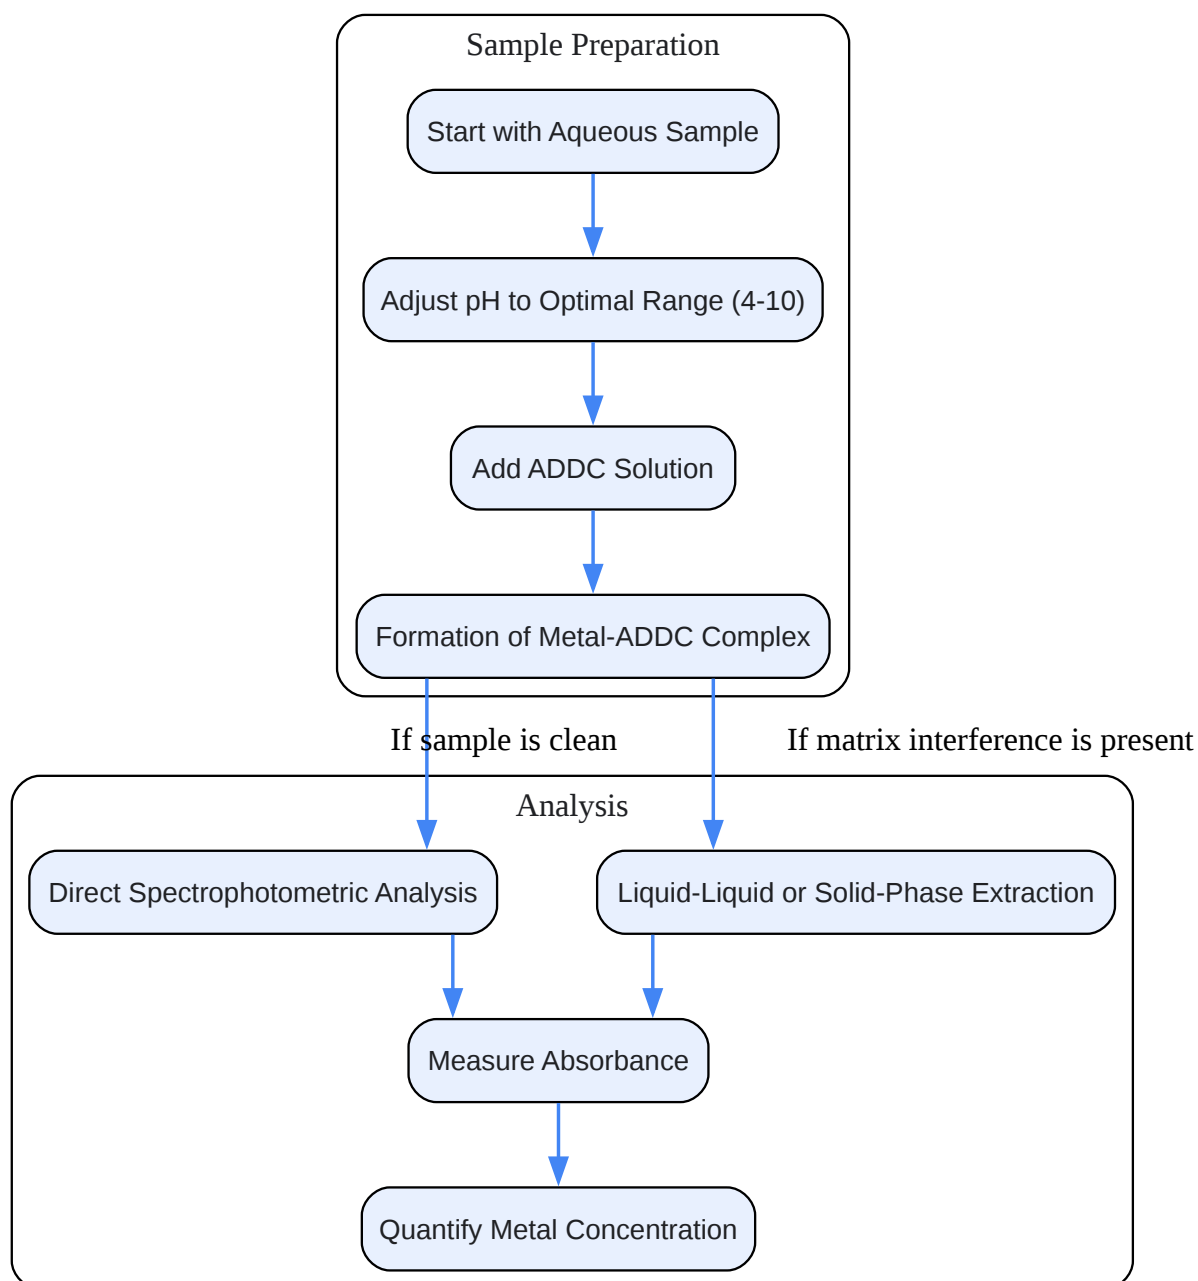 Sample Preparation
Start with Aqueous Sample
Adjust pH to Optimal Range (4-10)
Add ADDC Solution
Formation of Metal-ADDC Complex
If sample is clean
If matrix interference is present
Analysis
Direct Spectrophotometric Analysis
Liquid-Liquid or Solid-Phase Extraction
Measure Absorbance
Quantify Metal Concentration